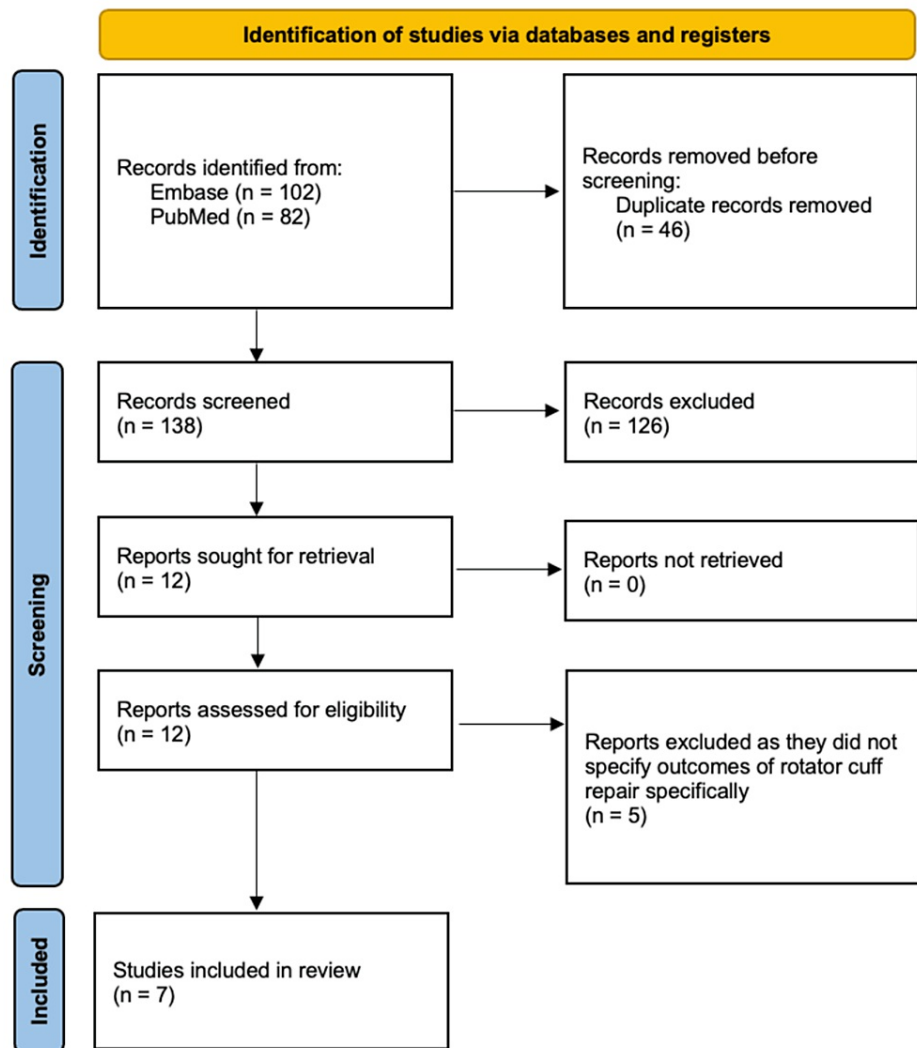 Identification of studies via databases and registers
Identification
Records identified from:
Embase (n = 102)
PubMed (n = 82)
Records removed before
screening:
Duplicate records removed
(n = 46)
Screening
Records screened
(n = 138)
Records excluded
(n = 126)
Reports sought for retrieval
(n = 12)
Reports not retrieved
(n = 0)
Reports assessed for eligibility
(n = 12)
Reports excluded as they did not
specify outcomes of rotator cuff
repair specifically
(n = 5)
Included
Studies included in review
(n = 7)